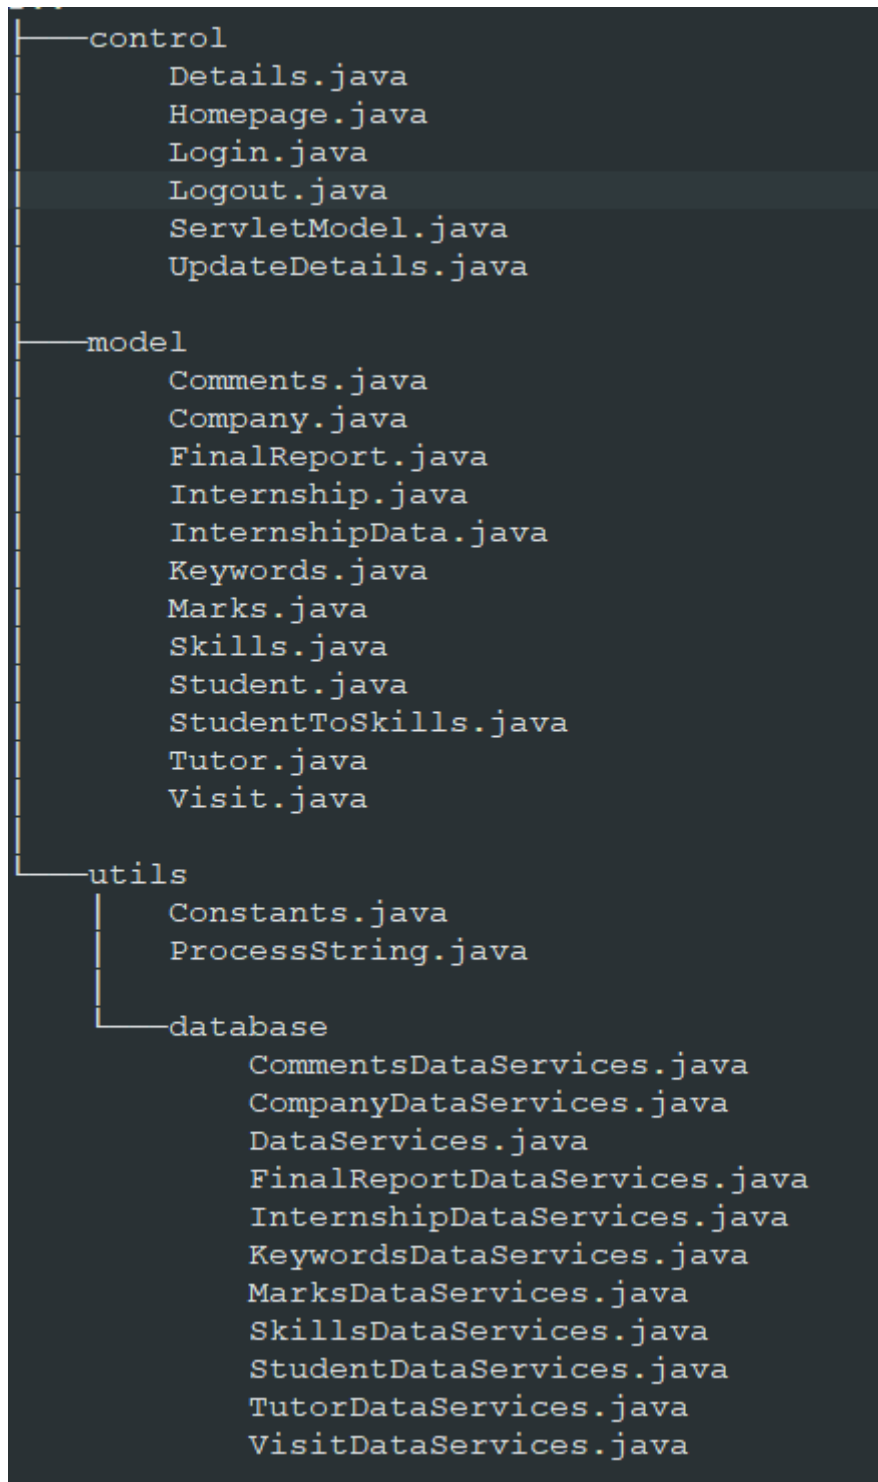 control
Details.java
Homepage.java
Login.java
Logout.java
ServletModel.java
UpdateDetails.java
model
Comments.java
Company.java
FinalReport.java
Internship.java
InternshipData.java
Keywords.java
Marks.java
Skills.java
Student.java
StudentToSkills.java
Tutor.java
Visit.java
utils
Constants.java
ProcessString.java
database
CommentsDataServices.java
CompanyDataServices.java
DataServices.java
FinalReportDataServices.java
InternshipDataServices.java
KeywordsDataServices.java
MarksDataServices.java
SkillsDataServices.java
StudentDataServices.java
TutorDataServices.java
VisitDataServices.java